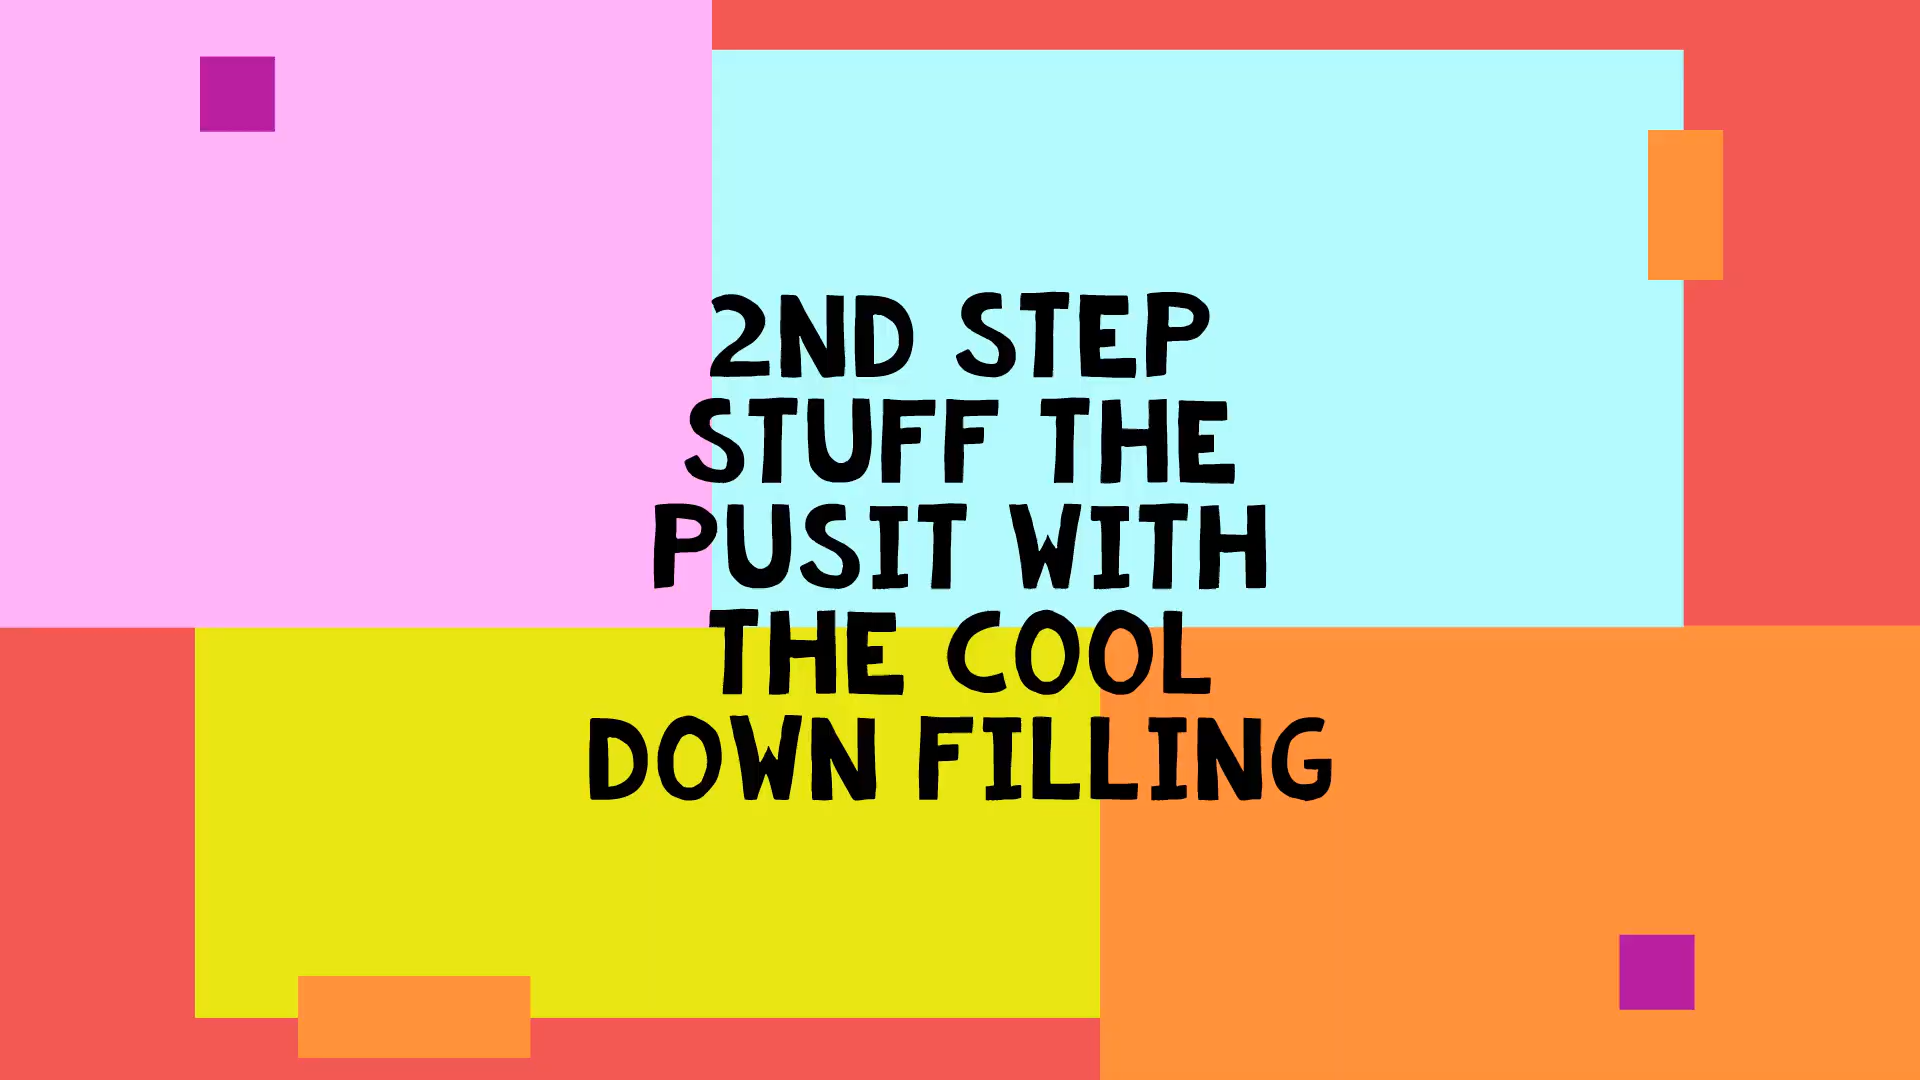 2ND STEP
STUFF THE
PUSIT WITH
THE COOL
DOWN FILLING